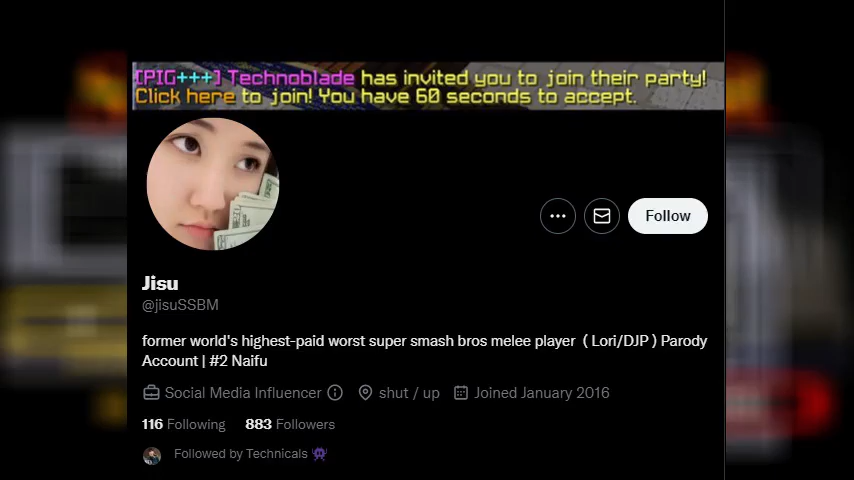 [PIG+++] Technoblade has invited you to join their party!
Click here to join! You have 60 seconds to accept.
Follow
Jisu
@jisuSSBM
former world's highest-paid worst super smash bros melee player ( Lori/DJP ) Parody
Account | #2 Naifu
Social Media Influencer shut / up Joined January 2016
116 Following 883 Followers
Followed by Technicals 👾